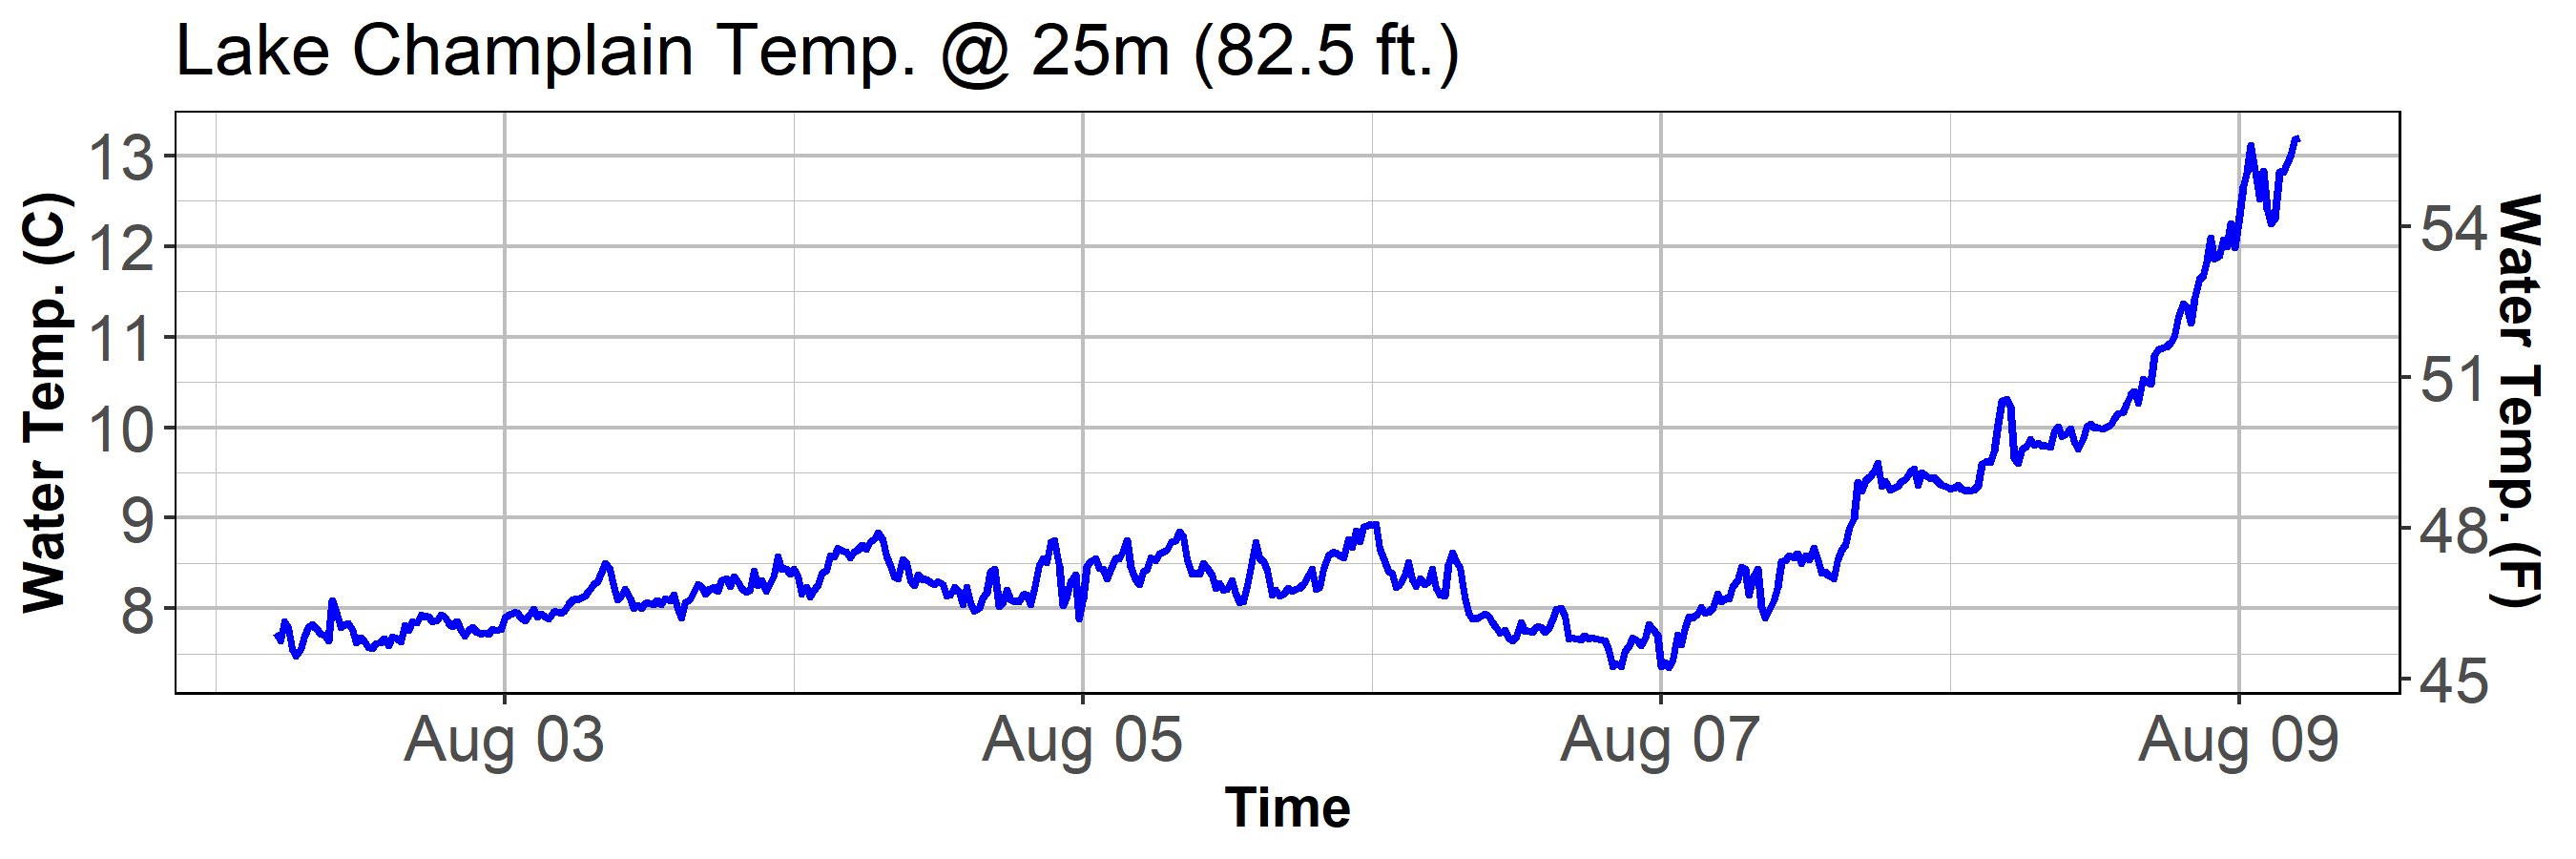 Lake Champlain Temp. @ 25m (82.5 ft.)
Water Temp. (C)
13
12
11
10
9
8
54
51
48
45
Water Temp. (F)
Aug 03
Aug 05
Aug 07
Aug 09
Time